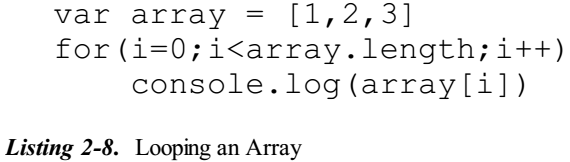 var array = [1,2,3]
for(i=0;i<array.length;i++)
console.log(array[i])
Listing 2-8. Looping an Array